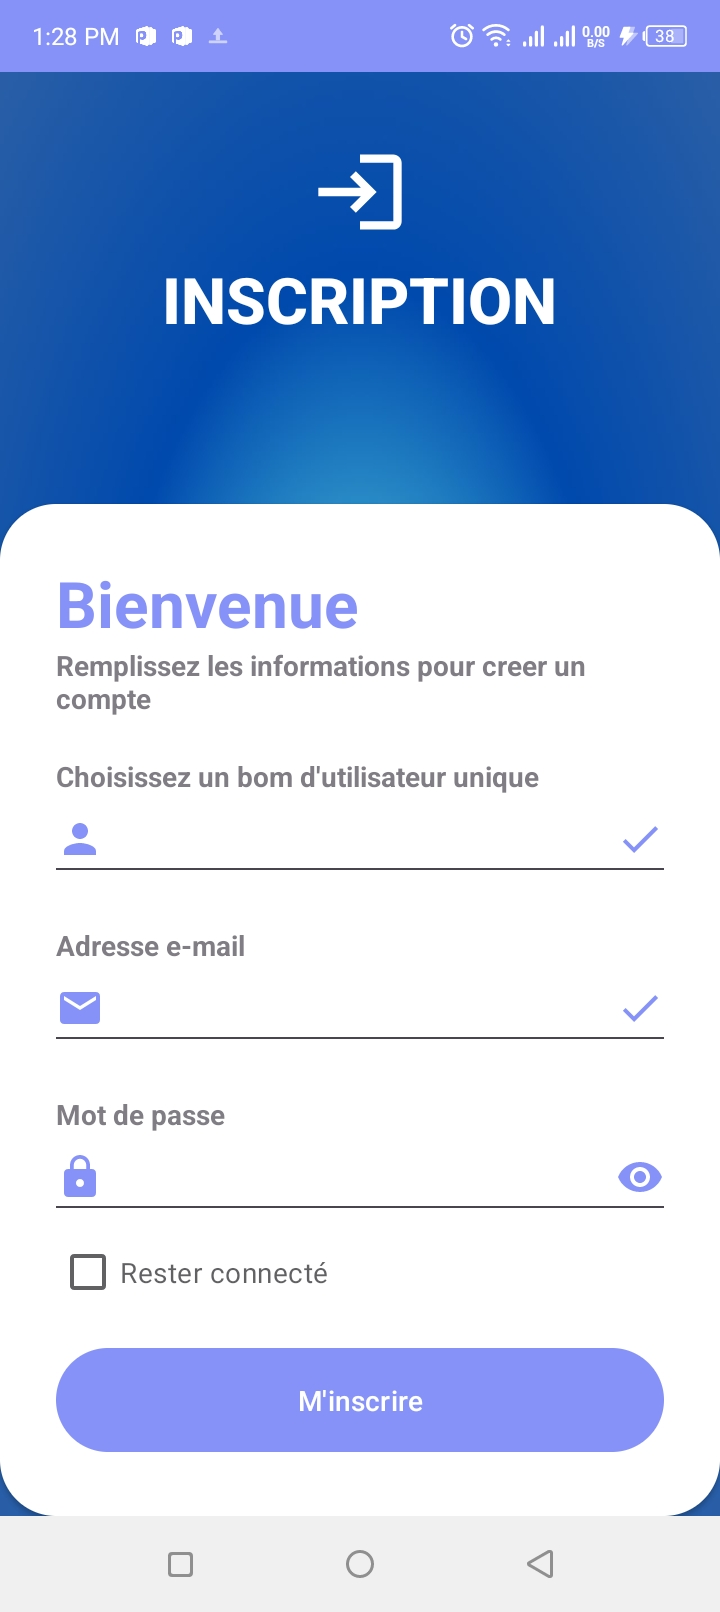 1:28 PM
0.00
B/S
38
INSCRIPTION
Bienvenue
Remplissez les informations pour creer un
compte
Choisissez un bom d'utilisateur unique
Adresse e-mail
Mot de passe
Rester connecté
M'inscrire